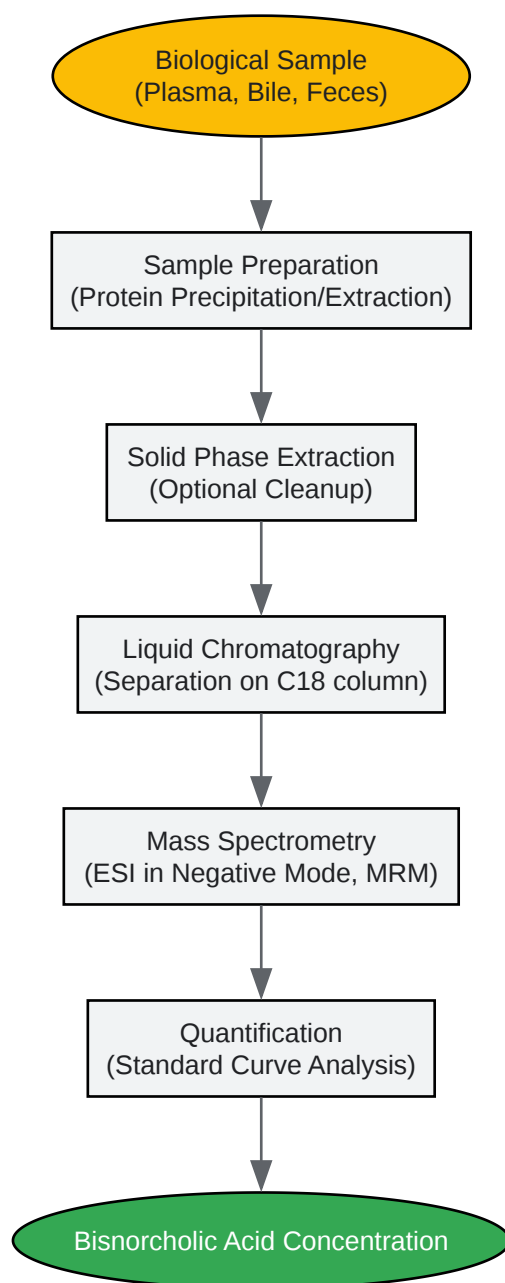 Biological Sample
(Plasma, Bile, Feces)
Sample Preparation
(Protein Precipitation/Extraction)
Solid Phase Extraction
(Optional Cleanup)
Liquid Chromatography
(Separation on C18 column)
Mass Spectrometry
(ESI in Negative Mode, MRM)
Quantification
(Standard Curve Analysis)
Bisnorcholic Acid Concentration